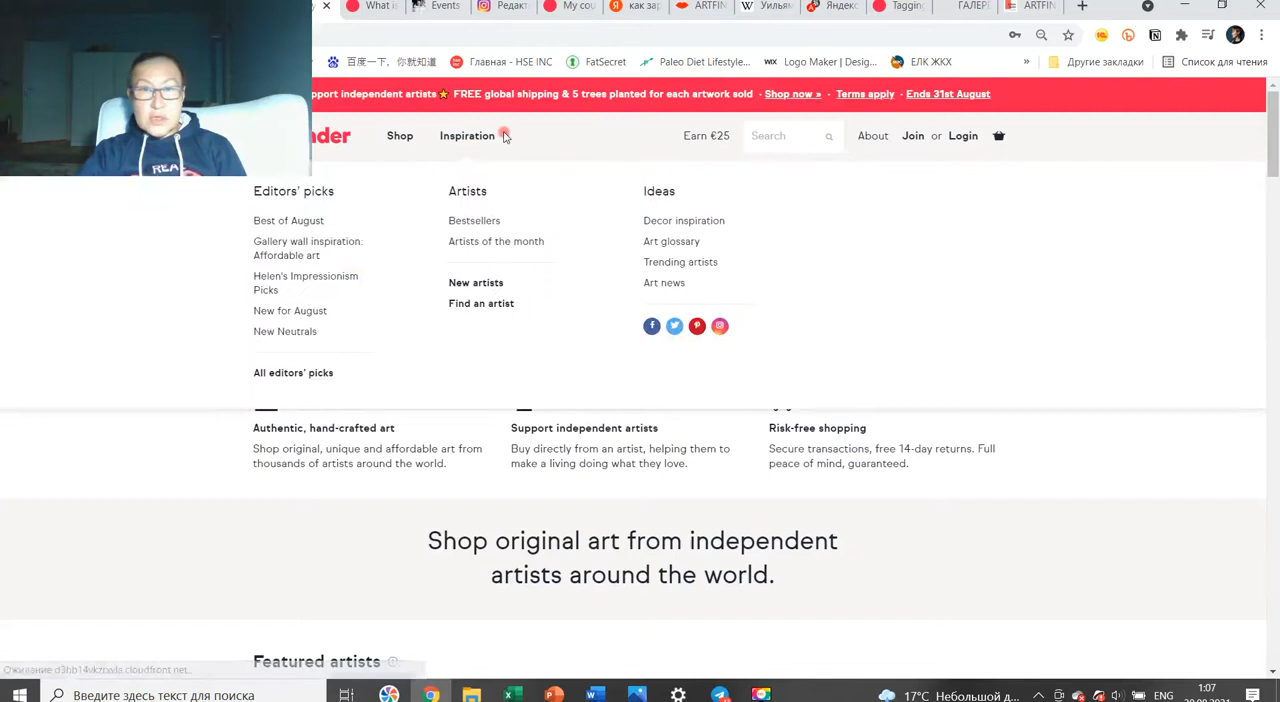 What is
Events
Редакт
My cou
как зар
ARTFIN
Уильям
Яндекс
Tagging
ГАЛЕР
ARTFIN
百度一下，你就知道
Главная - HSE INC
FatSecret
Paleo Diet Lifestyle...
WIX Logo Maker | Desig...
ЕЛК ЖКХ
»
Другие закладки
Список для чтения
pport independent artists⭐ FREE global shipping & 5 trees planted for each artwork sold · Shop now » · Terms apply · Ends 31st August
nder
Shop
Inspiration
Earn €25
Search
About
Join or Login
Editors' picks
Best of August
Gallery wall inspiration:
Affordable art
Helen's Impressionism
Picks
New for August
New Neutrals
All editors' picks
Artists
Bestsellers
Artists of the month
New artists
Find an artist
Ideas
Decor inspiration
Art glossary
Trending artists
Art news
REA
Authentic, hand-crafted art
Shop original, unique and affordable art from
thousands of artists around the world.
Support independent artists
Buy directly from an artist, helping them to
make a living doing what they love.
Risk-free shopping
Secure transactions, free 14-day returns. Full
peace of mind, guaranteed.
Shop original art from independent
artists around the world.
Featured artists
Введите здесь текст для поиска
17°C Небольшой д...
ENG
1:07